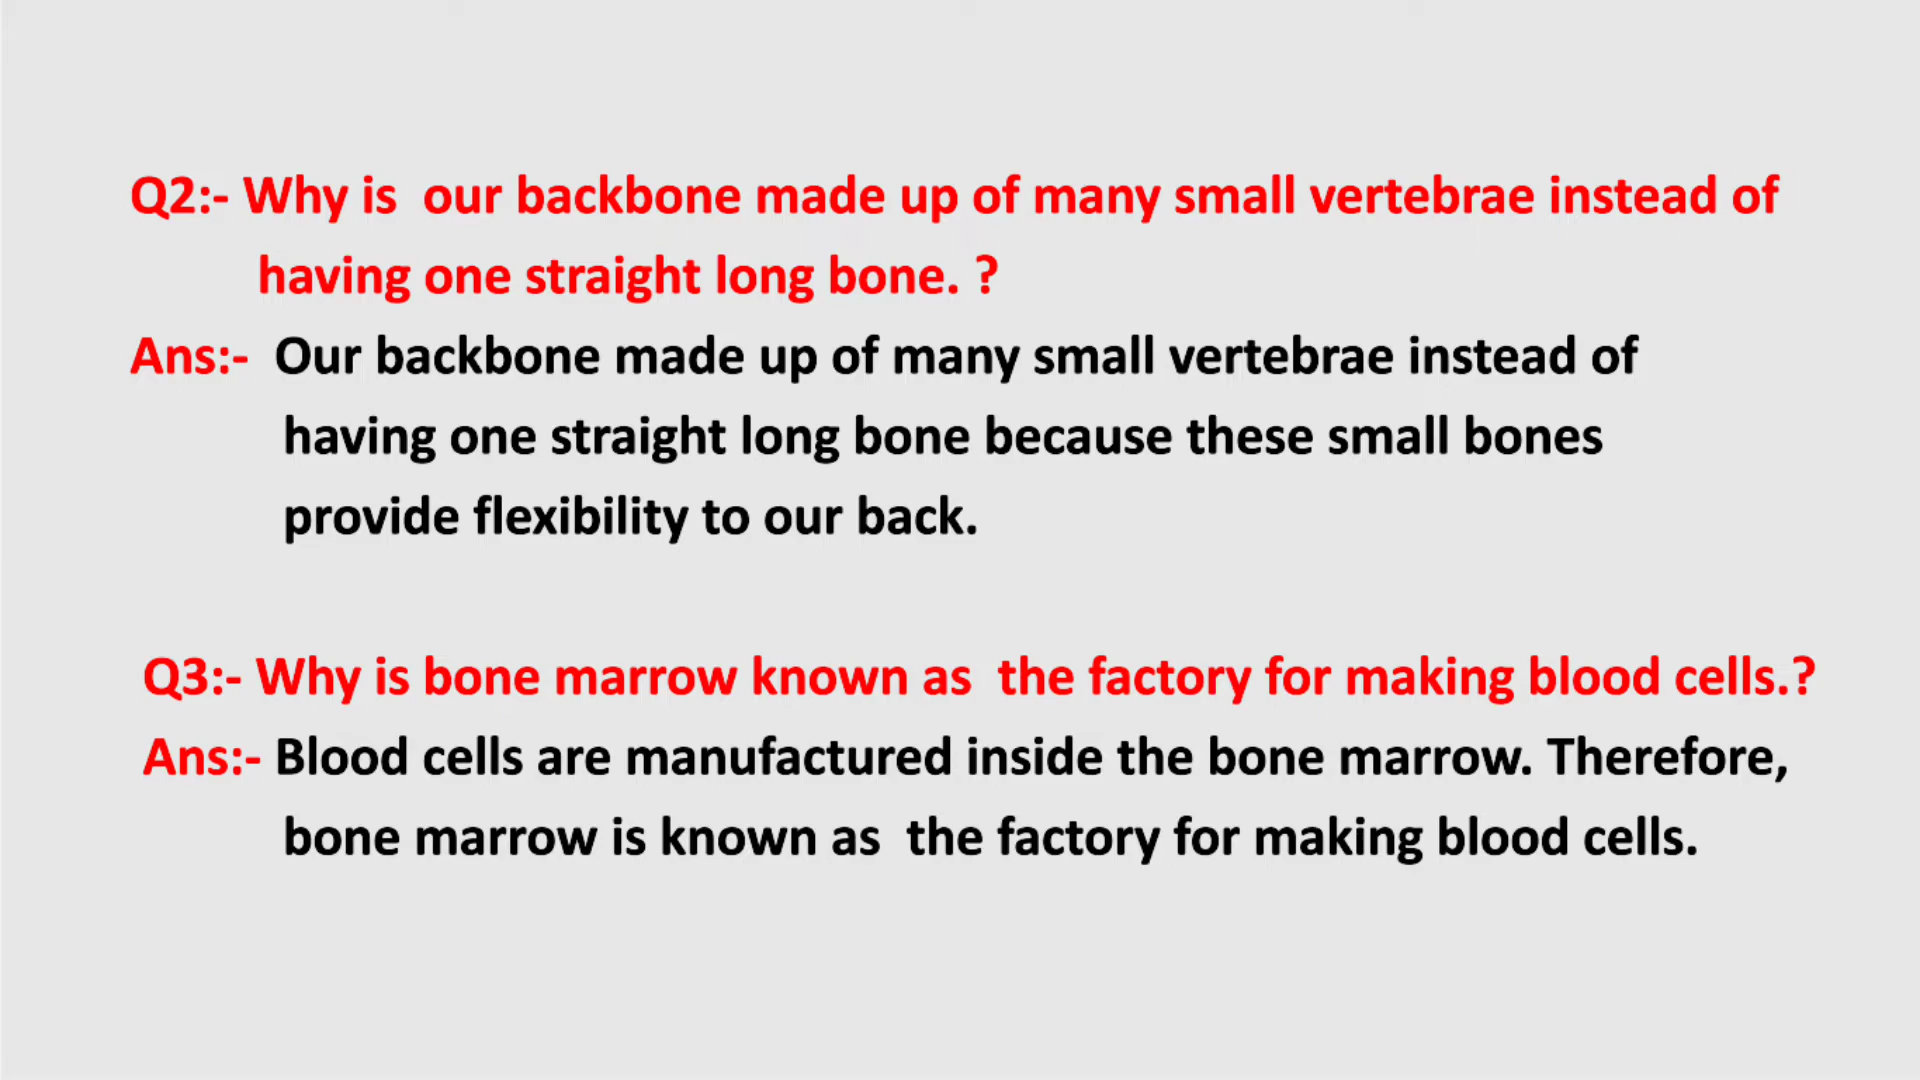 Q2:- Why is  our backbone made up of many small vertebrae instead of
having one straight long bone. ?
Ans:-  Our backbone made up of many small vertebrae instead of
having one straight long bone because these small bones
provide flexibility to our back.
Q3:- Why is bone marrow known as  the factory for making blood cells.?
Ans:- Blood cells are manufactured inside the bone marrow. Therefore,
bone marrow is known as  the factory for making blood cells.